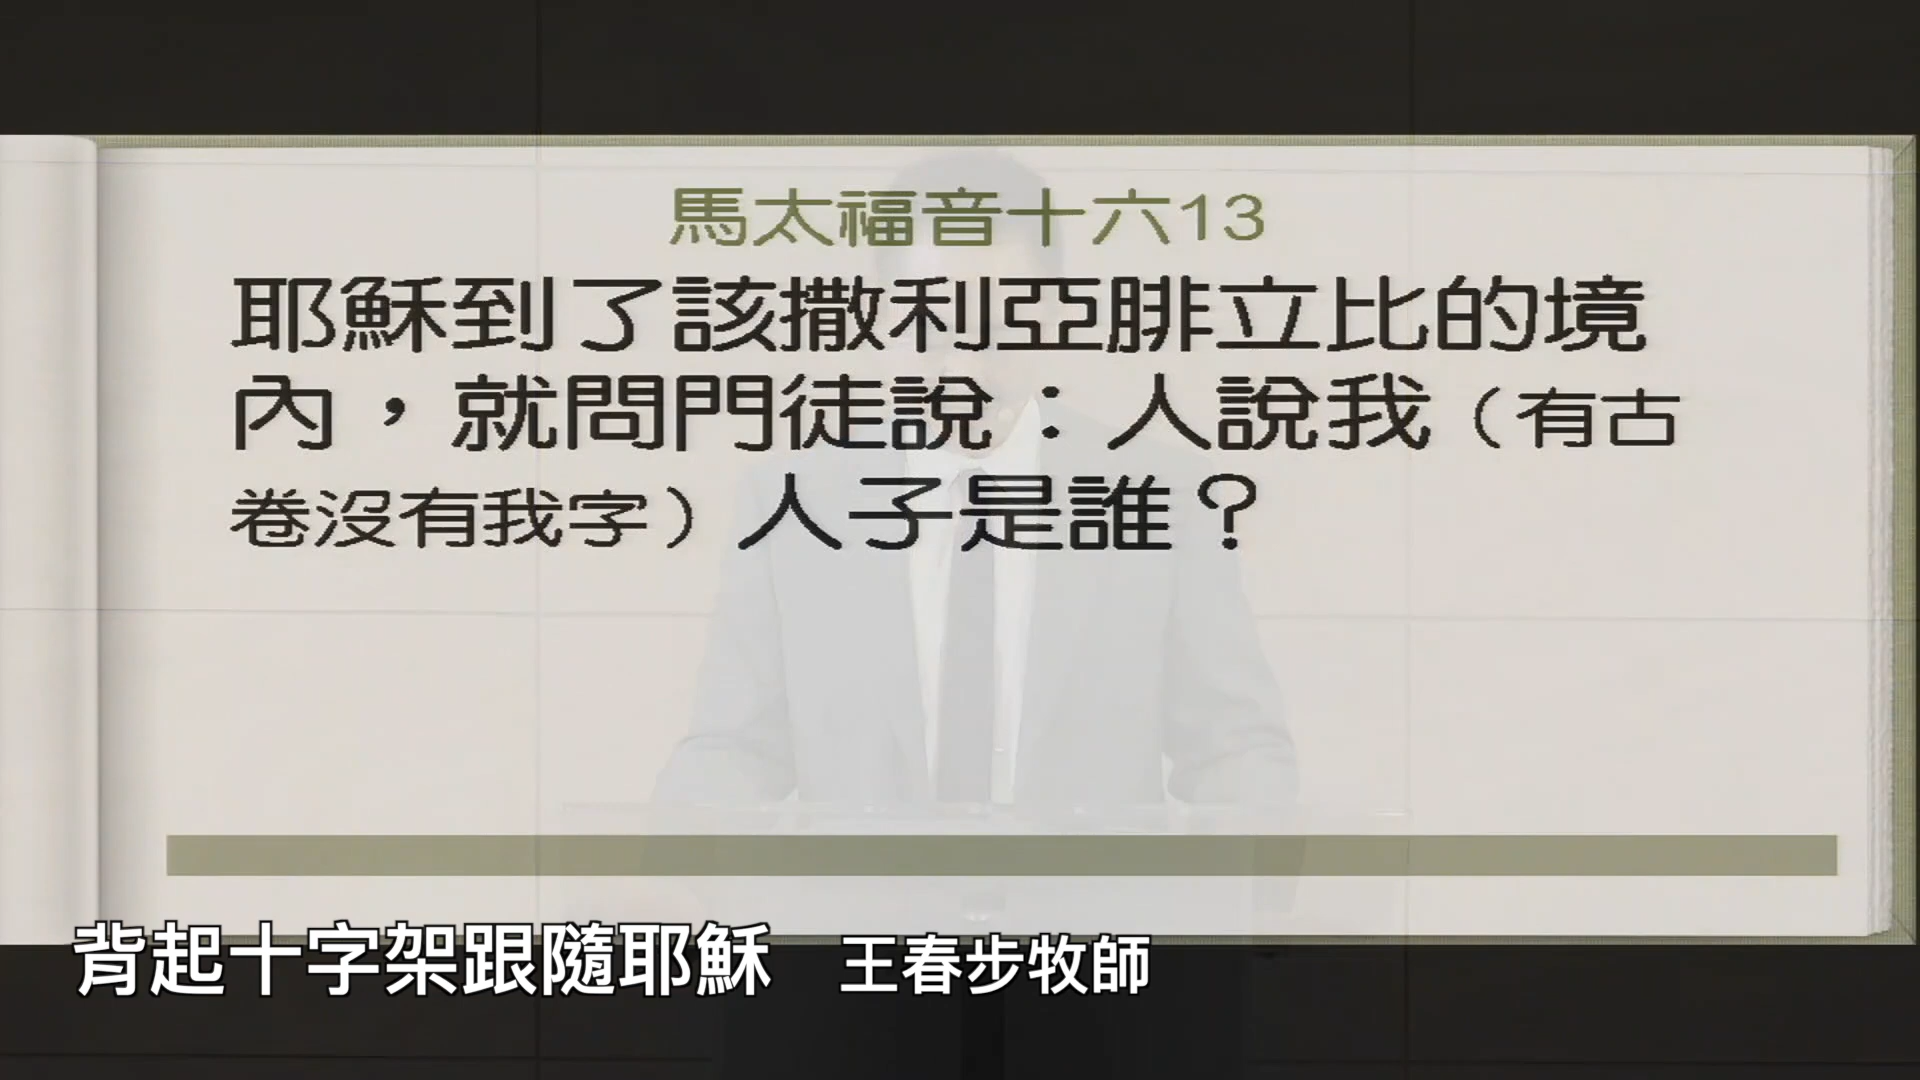 馬太福音十六13
耶穌到了該撒利亞腓立比的境
內，就問門徒說：人說我（有古
卷沒有我字）人子是誰？
背起十字架跟隨耶穌 王春步牧師